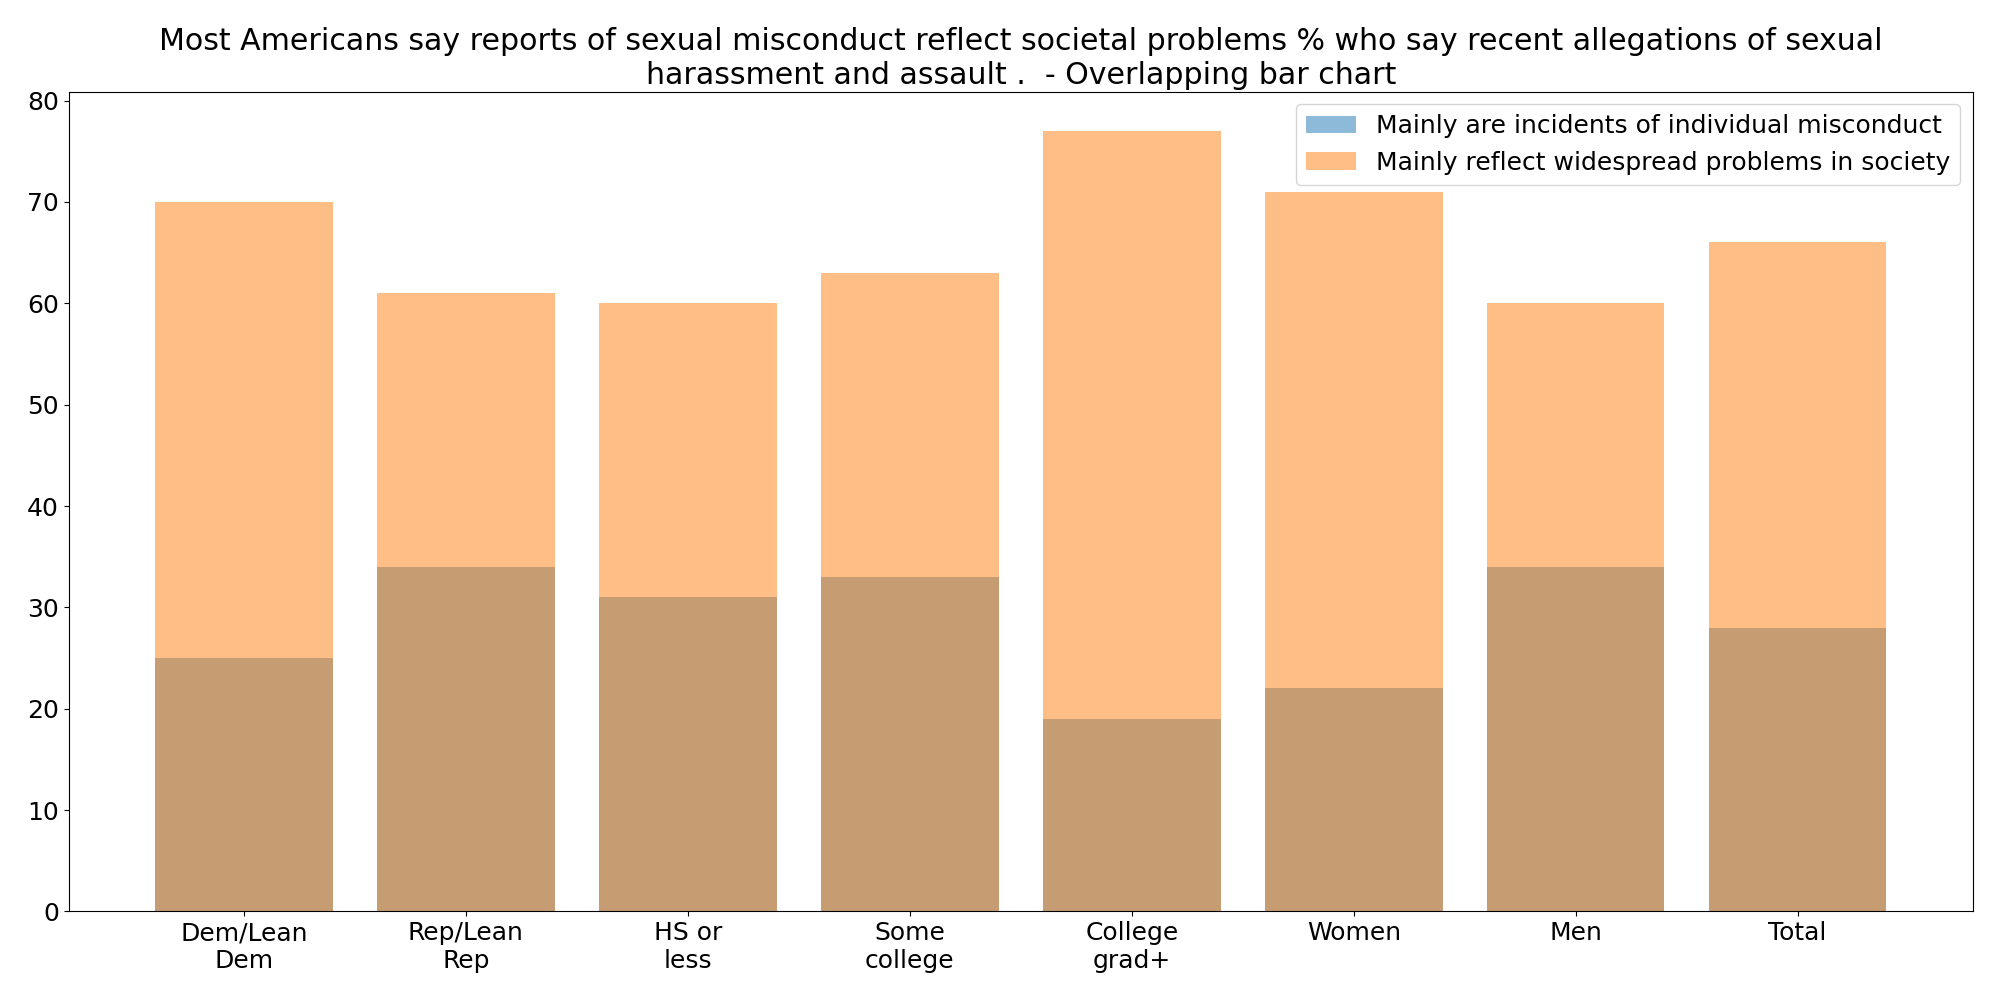 Most Americans say reports of sexual misconduct reflect societal problems % who say recent allegations of sexual
harassment and assault .  - Overlapping bar chart
Mainly are incidents of individual misconduct
Mainly reflect widespread problems in society
80
70
60
50
40
30
20
10
0
Dem/Lean
Dem
Rep/Lean
Rep
HS or
less
Some
college
College
grad+
Women
Men
Total